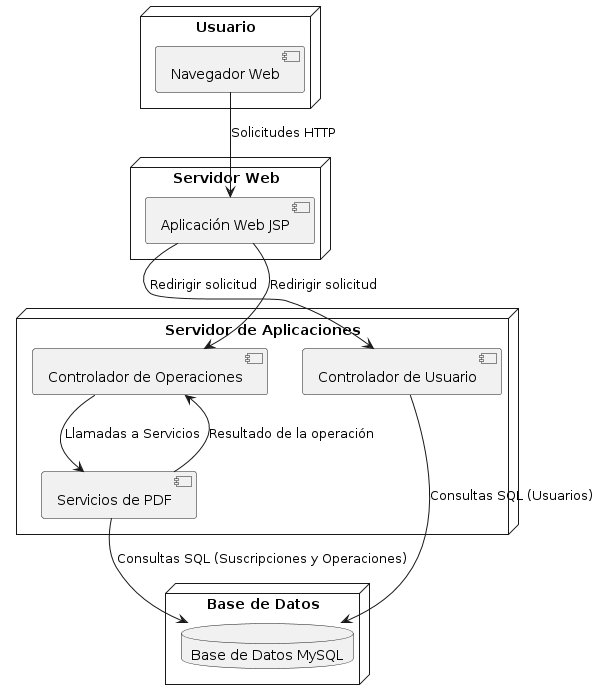 Usuario
Navegador Web
Solicitudes HTTP
Servidor Web
Aplicación Web JSP
Redirigir solicitud
Redirigir solicitud
Servidor de Aplicaciones
Controlador de Operaciones
Controlador de Usuario
Llamadas a Servicios
Resultado de la operación
Servicios de PDF
Consultas SQL (Usuarios)
Consultas SQL (Suscripciones y Operaciones)
Base de Datos
Base de Datos MySQL